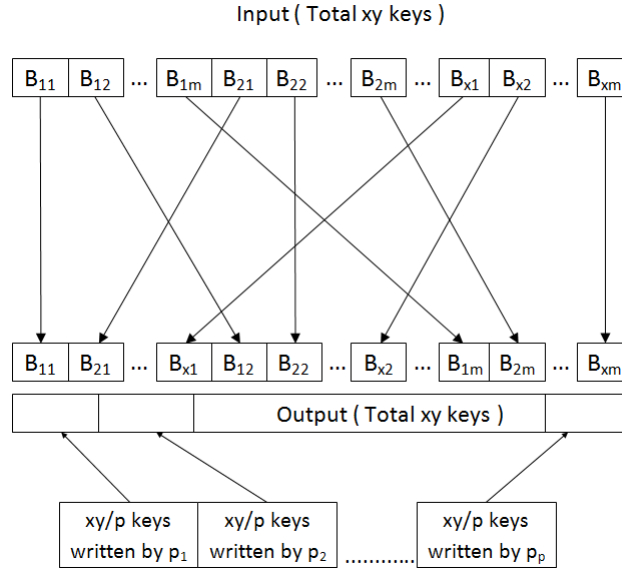 Input ( Total xy keys )
B₁₁ B₁₂ ... B₁ₘ B₂₁ B₂₂ ... B₂ₘ ... Bₓ₁ Bₓ₂ ... Bₓₘ
B₁₁ B₂₁ ... Bₓ₁ B₁₂ B₂₂ ... Bₓ₂ ... B₁ₘ B₂ₘ ... Bₓₘ
Output ( Total xy keys )
xy/p keys xy/p keys xy/p keys
written by p₁ written by p₂ ............ written by pₚ